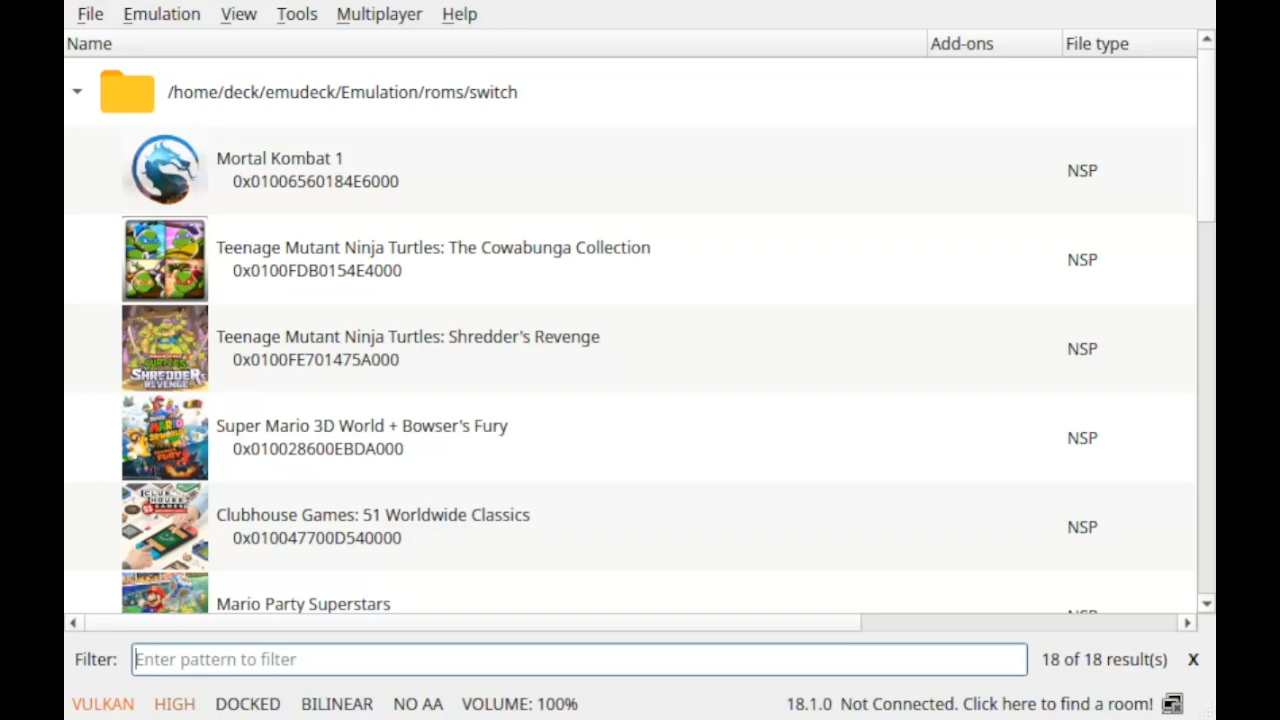 File Emulation View Tools Multiplayer Help
Name Add-ons File type
/home/deck/emudeck/Emulation/roms/switch
Mortal Kombat 1
0x01006560184E6000
NSP
Teenage Mutant Ninja Turtles: The Cowabunga Collection
0x0100FDB0154E4000
NSP
Teenage Mutant Ninja Turtles: Shredder's Revenge
0x0100FE701475A000
NSP
SHREDDER'S
REVENGE
Super Mario 3D World + Bowser's Fury
0x010028600EBDA000
NSP
Clubhouse Games: 51 Worldwide Classics
0x010047700D540000
NSP
Mario Party Superstars
NSP
Filter: Enter pattern to filter 18 of 18 result(s) X
VULKAN HIGH DOCKED BILINEAR NO AA VOLUME: 100% 18.1.0 Not Connected. Click here to find a room!